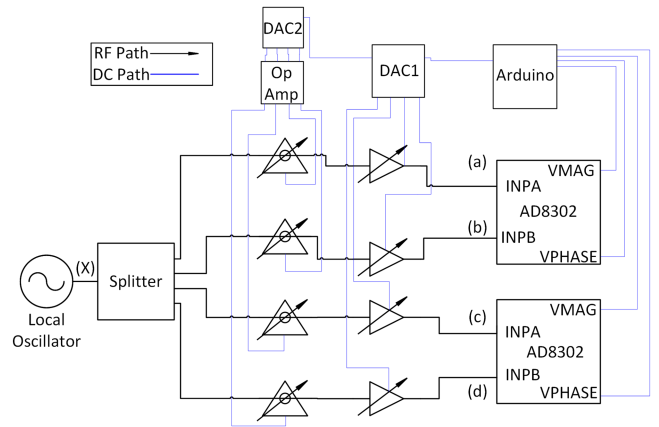 DAC2
RF Path
DC Path
Op
Amp
DAC1
Arduino
(a)
VMAG
INPA
AD8302
(b)
INPB
VPHASE
(X)
Splitter
Local
Oscillator
(c)
VMAG
INPA
AD8302
INPB
(d)
VPHASE